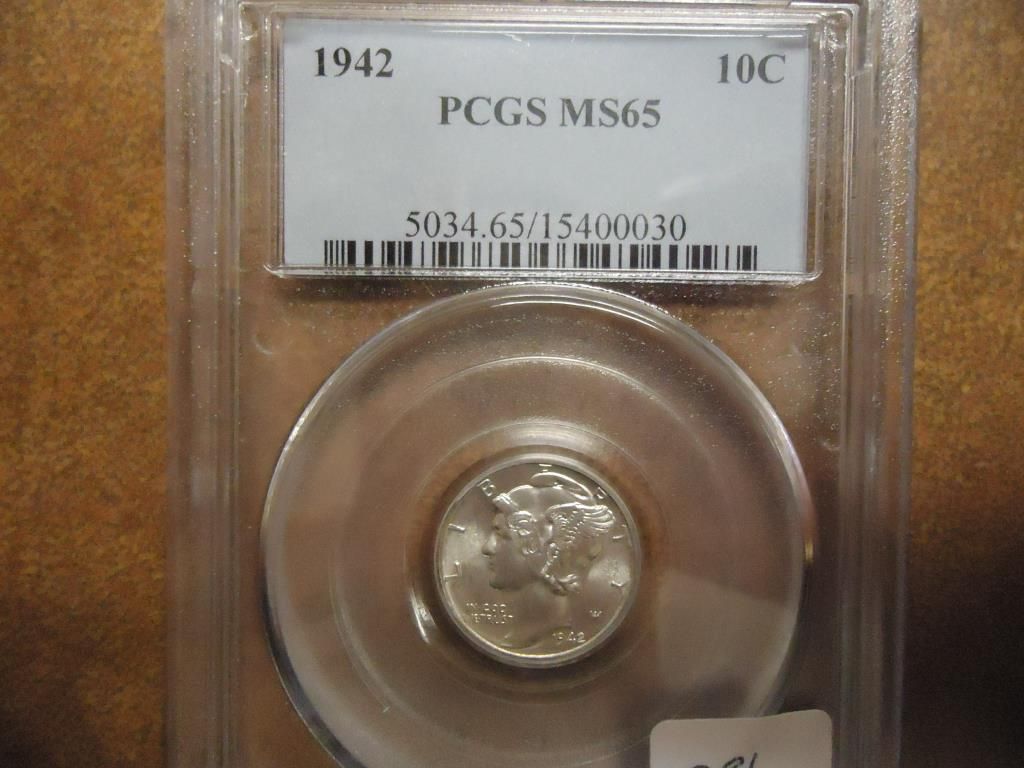 1942 10C
PCGS MS65
5034.65/15400030
LIBERTY
IN GOD
WE TRUST
1942